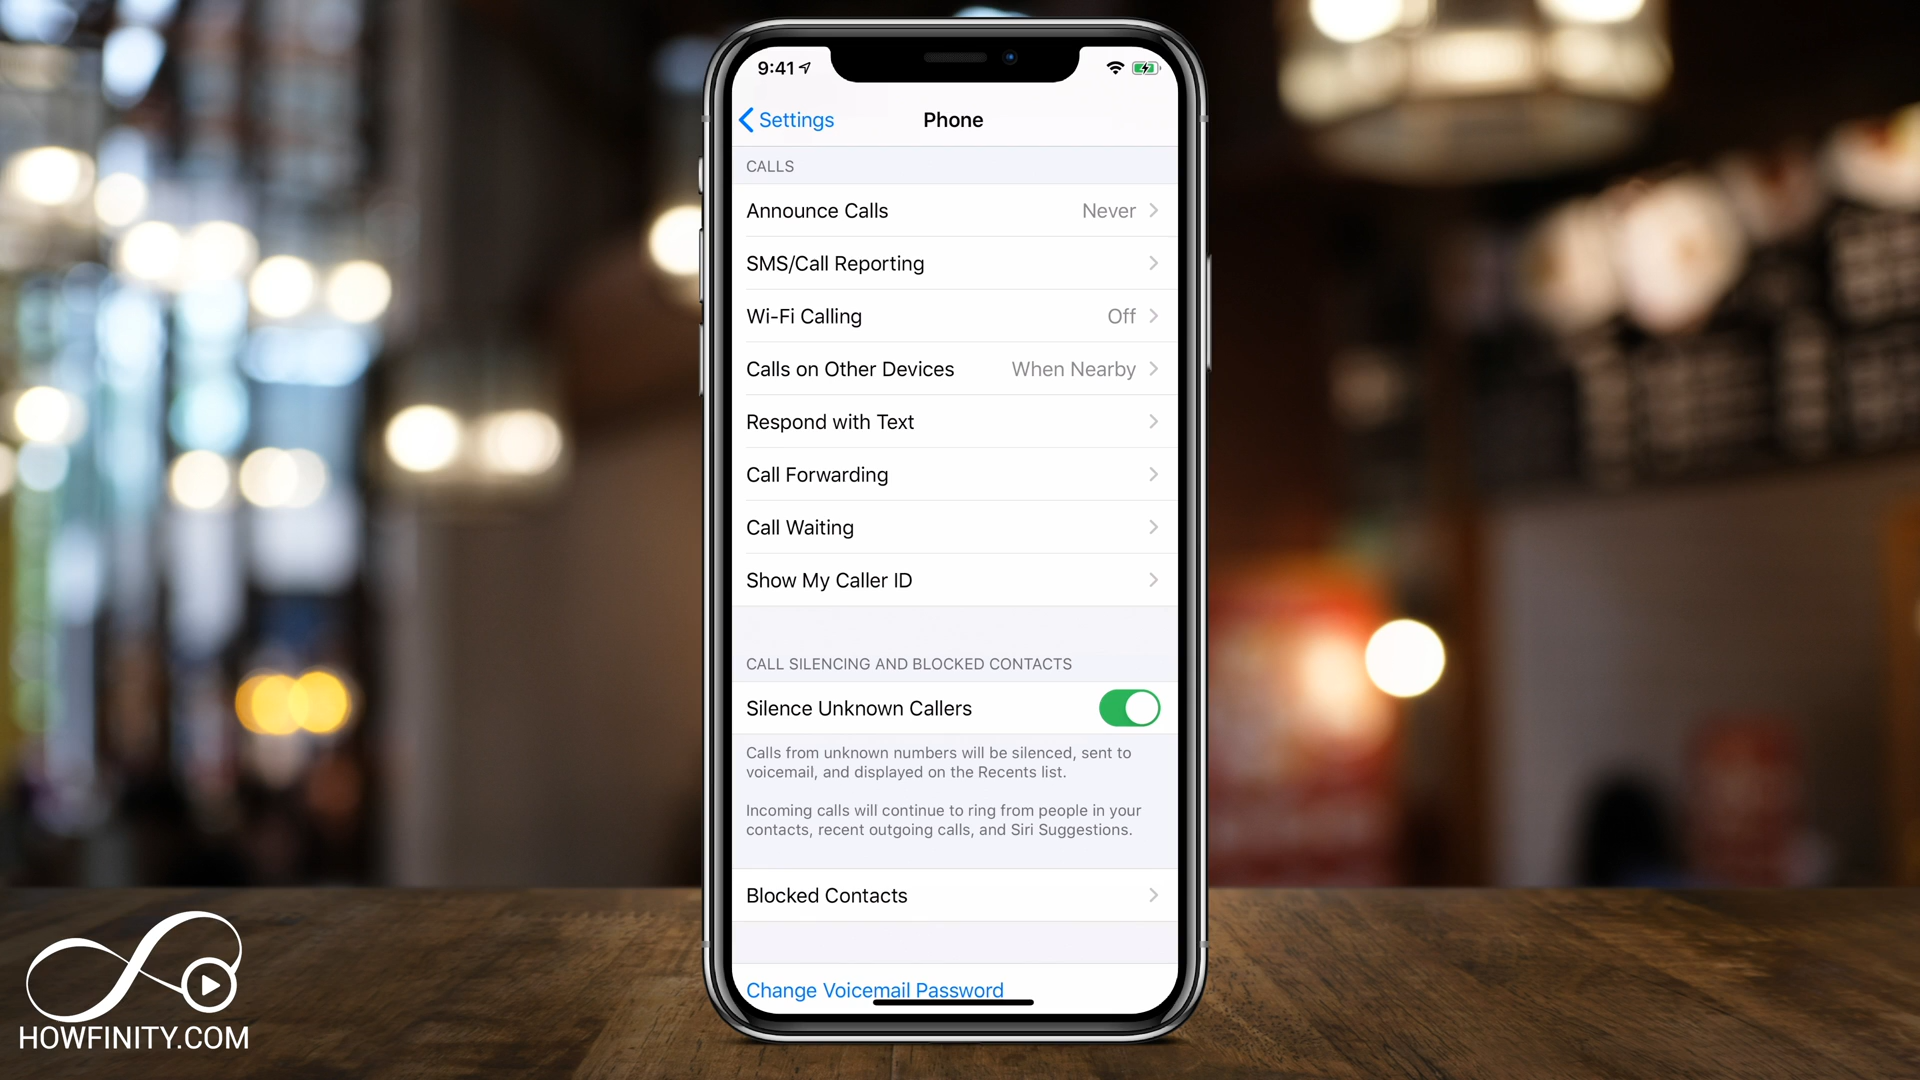 9:41
Settings
Phone
CALLS
Announce Calls Never
SMS/Call Reporting
Wi-Fi Calling Off
Calls on Other Devices When Nearby
Respond with Text
Call Forwarding
Call Waiting
Show My Caller ID
CALL SILENCING AND BLOCKED CONTACTS
Silence Unknown Callers
Calls from unknown numbers will be silenced, sent to
voicemail, and displayed on the Recents list.
Incoming calls will continue to ring from people in your
contacts, recent outgoing calls, and Siri Suggestions.
Blocked Contacts
Change Voicemail Password
HOWFINITY.COM